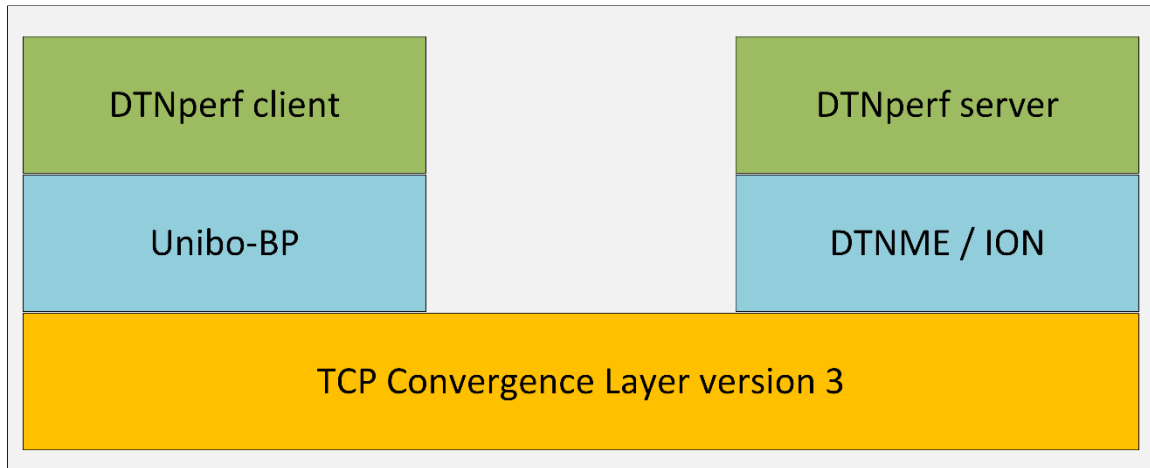 DTNperf client
DTNperf server
Unibo-BP
DTNME / ION
TCP Convergence Layer version 3